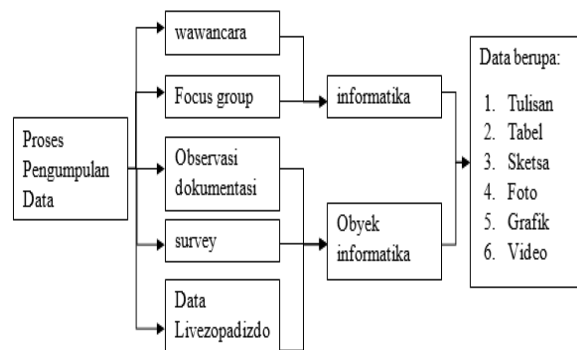 Proses
Pengumpulan
Data
wawancara
Focus group
Observasi
dokumentasi
survey
Data
Livezopadizdo
informatika
Obyek
informatika
Data berupa:
1. Tulisan
2. Tabel
3. Sketsa
4. Foto
5. Grafik
6. Video